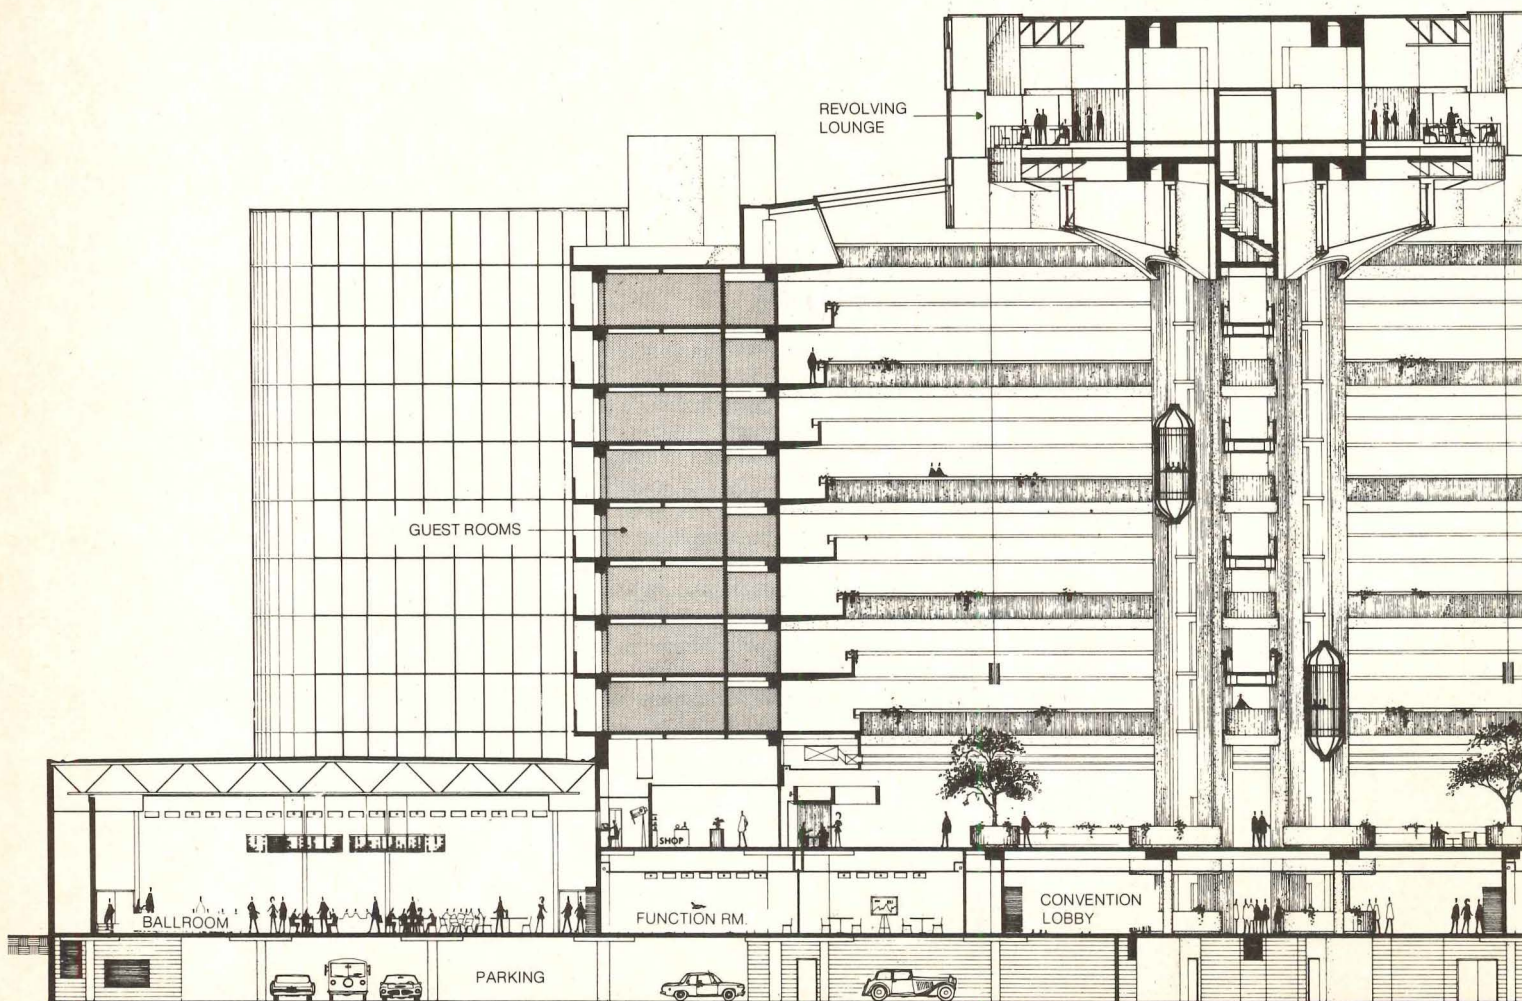 REVOLVING
LOUNGE
GUEST ROOMS
SHOP
CONVENTION
LOBBY
BALLROOM
FUNCTION RM.
PARKING